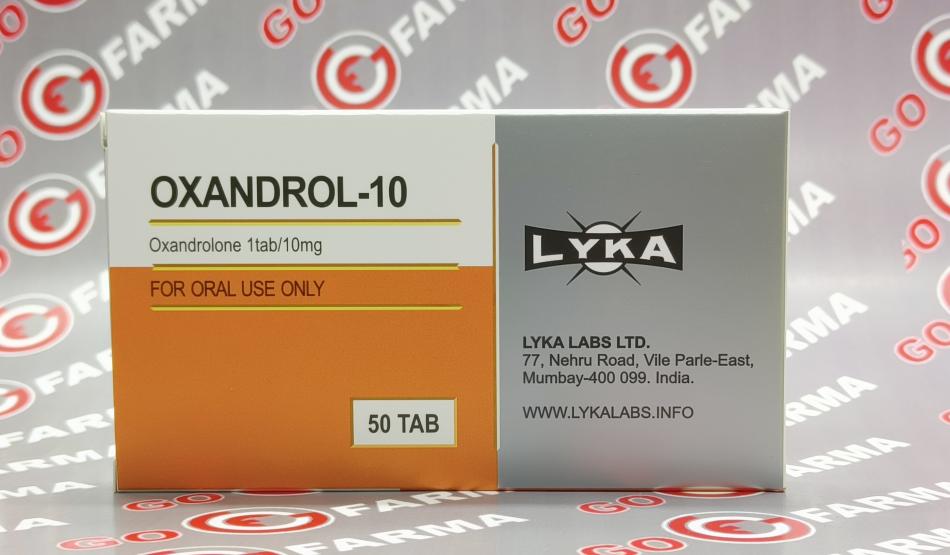 OXANDROL-10
Oxandrolone 1tab/10mg
FOR ORAL USE ONLY
50 TAB
LYKA
LYKA LABS LTD.
77, Nehru Road, Vile Parle-East,
Mumbay-400 099. India.
WWW.LYKALABS.INFO
GO FARMA